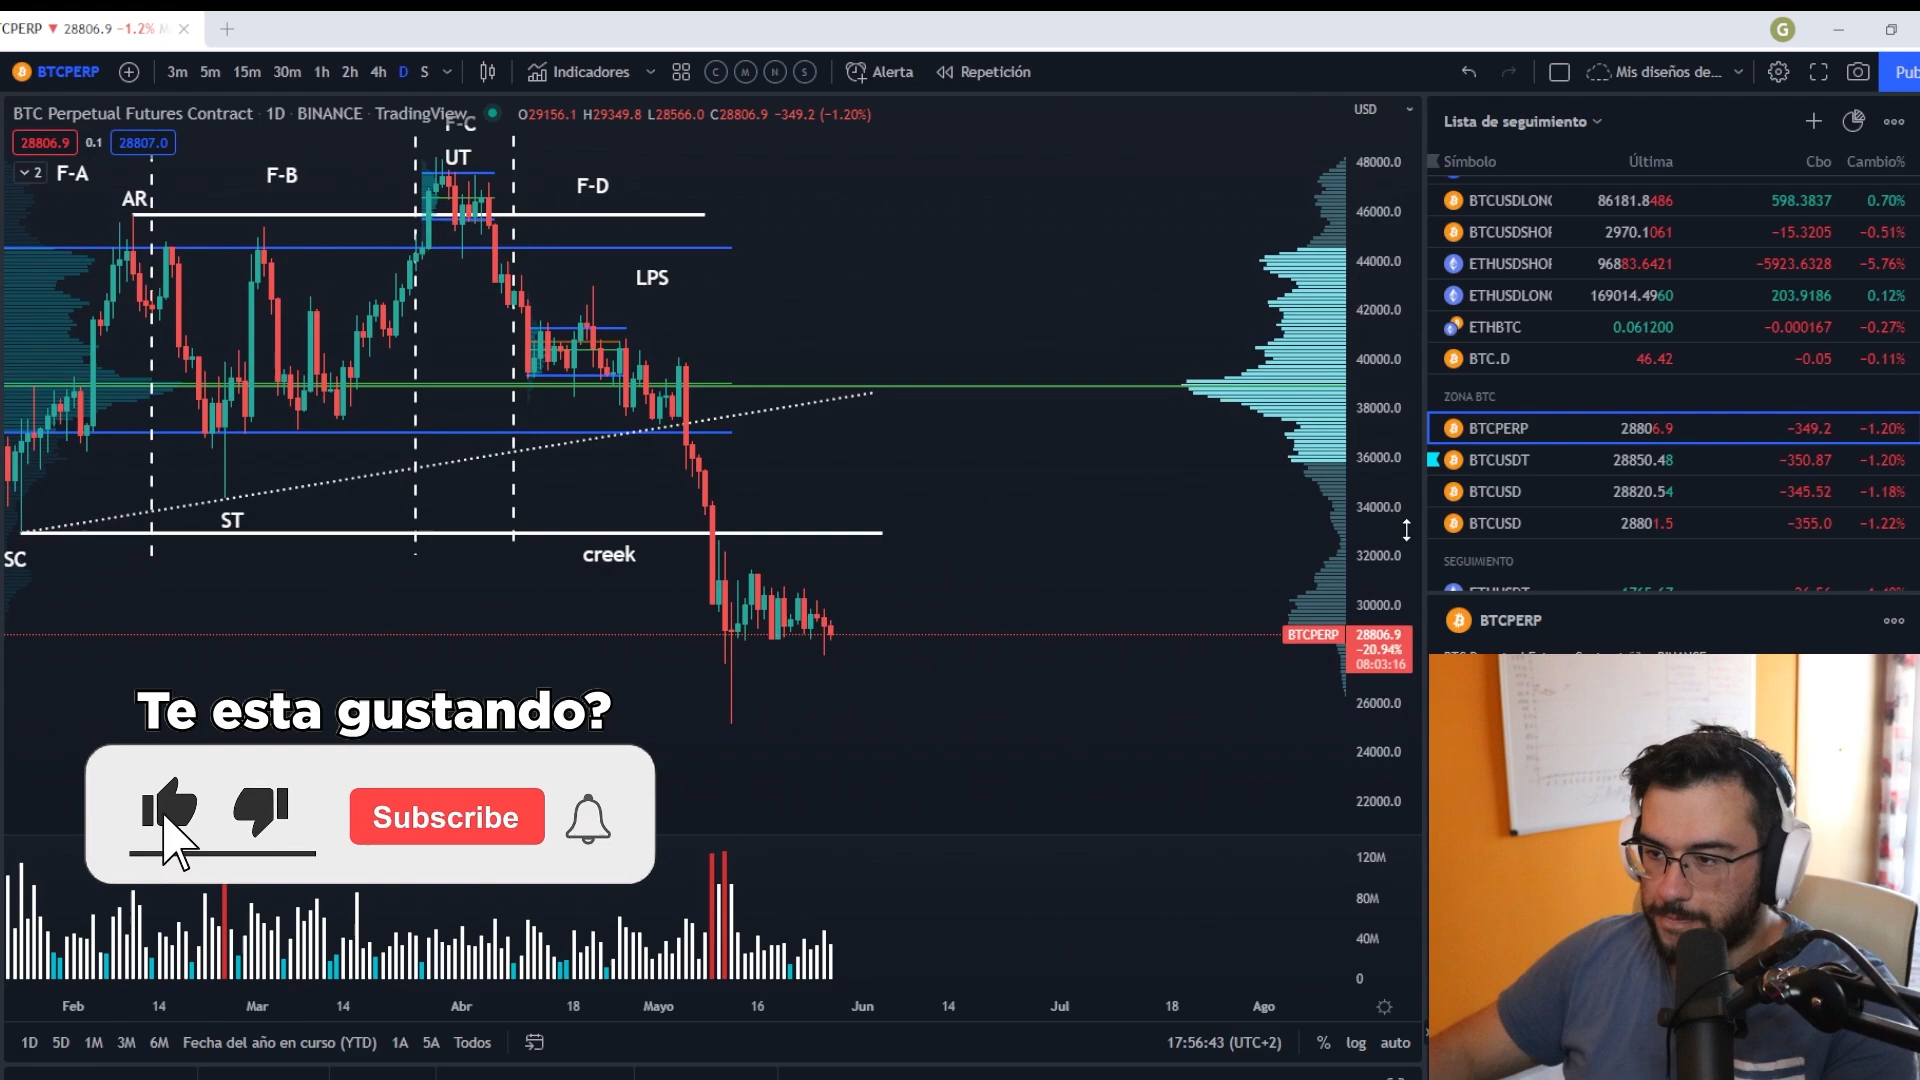 CPERP ▼ 28806.9 −1.2%
G
BTCPERP 3m 5m 15m 30m 1h 2h 4h D S Indicadores C M N S Alerta Repetición Mis diseños de... Pub
BTC Perpetual Futures Contract · 1D · BINANCE · TradingView O29156.1 H29349.8 L28566.0 C28806.9 −349.2 (−1.20%)
28806.9 0.1 28807.0
2
F-A
AR
F-B
F-C
UT
F-D
LPS
ST
SC
creek
USD
48000.0
46000.0
44000.0
42000.0
40000.0
38000.0
36000.0
34000.0
32000.0
30000.0
BTCPERP 28806.9
−20.94%
08:03:16
26000.0
24000.0
22000.0
120M
80M
40M
0
Te esta gustando?
Subscribe
Feb 14 Mar 14 Abr 18 Mayo 16 Jun 14 Jul 18 Ago
1D 5D 1M 3M 6M Fecha del año en curso (YTD) 1A 5A Todos 17:56:43 (UTC+2) % log auto
Lista de seguimiento
Símbolo Última Cbo Cambio%
BTCUSDLON 86181.8486 598.3837 0.70%
BTCUSDSHO 2970.1061 −15.3205 −0.51%
ETHUSDSHO 96883.6421 −5923.6328 −5.76%
ETHUSDLON 169014.4960 203.9186 0.12%
ETHBTC 0.061200 −0.000167 −0.27%
BTC.D 46.42 −0.05 −0.11%
ZONA BTC
BTCPERP 28806.9 −349.2 −1.20%
BTCUSDT 28850.48 −350.87 −1.20%
BTCUSD 28820.54 −345.52 −1.18%
BTCUSD 28801.5 −355.0 −1.22%
SEGUIMIENTO
BTCPERP